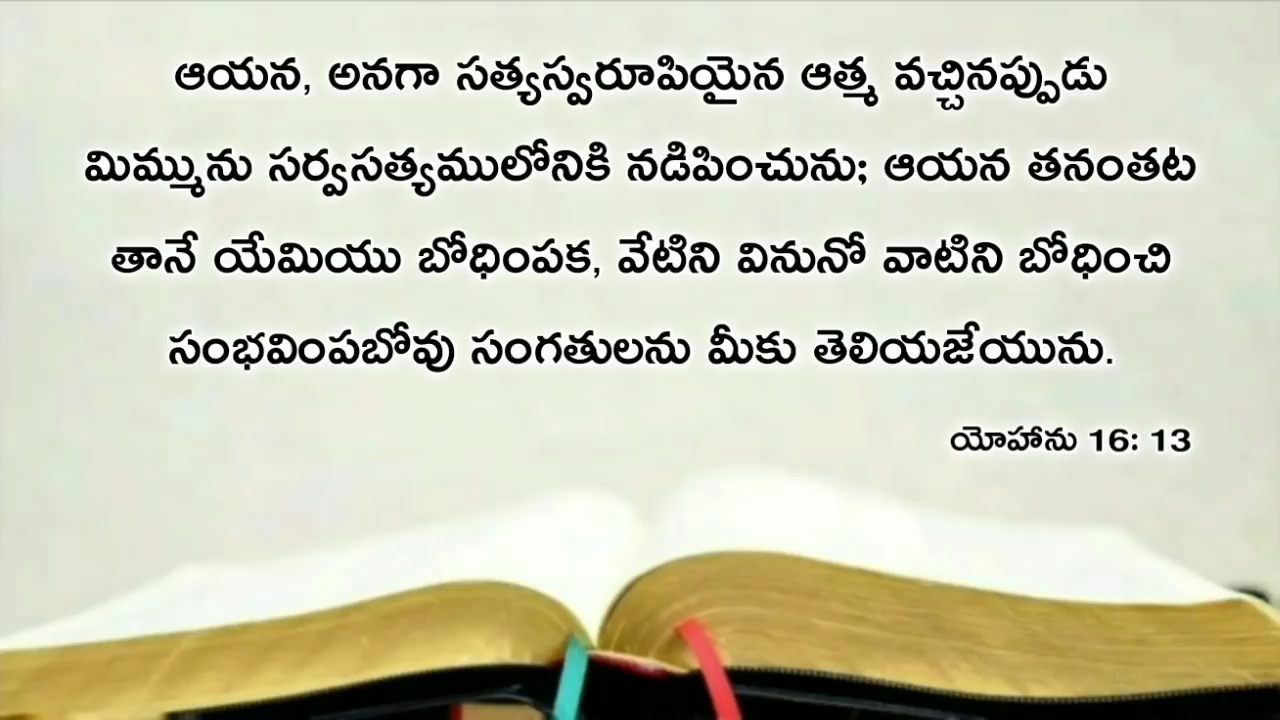 ఆయన, అనగా సత్యస్వరూపియైన ఆత్మ వచ్చినప్పుడు
మిమ్మును సర్వసత్యములోనికి నడిపించును; ఆయన తనంతట
తానే యేమియు బోధింపక, వేటిని వినునో వాటిని బోధించి
సంభవింపబోవు సంగతులను మీకు తెలియజేయును.
యోహాను 16: 13